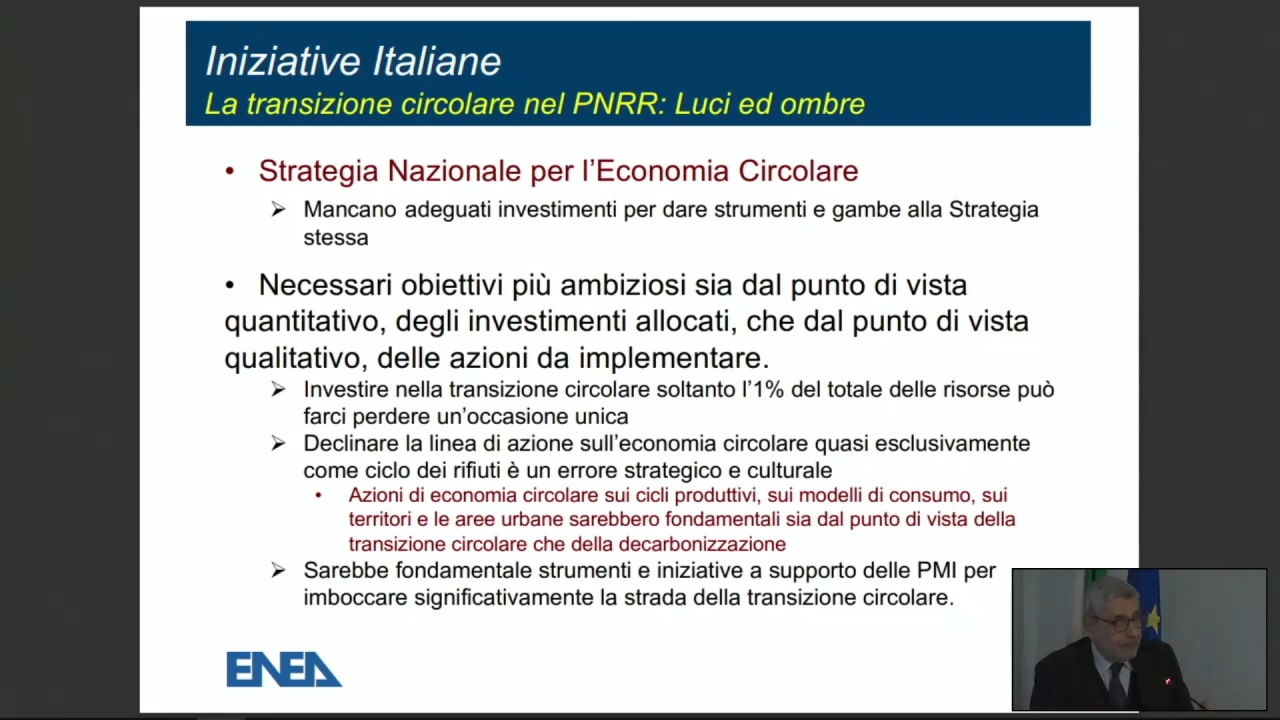 Iniziative Italiane
La transizione circolare nel PNRR: Luci ed ombre
• Strategia Nazionale per l'Economia Circolare
➢ Mancano adeguati investimenti per dare strumenti e gambe alla Strategia
stessa
• Necessari obiettivi più ambiziosi sia dal punto di vista
quantitativo, degli investimenti allocati, che dal punto di vista
qualitativo, delle azioni da implementare.
➢ Investire nella transizione circolare soltanto l'1% del totale delle risorse può
farci perdere un'occasione unica
➢ Declinare la linea di azione sull'economia circolare quasi esclusivamente
come ciclo dei rifiuti è un errore strategico e culturale
• Azioni di economia circolare sui cicli produttivi, sui modelli di consumo, sui
territori e le aree urbane sarebbero fondamentali sia dal punto di vista della
transizione circolare che della decarbonizzazione
➢ Sarebbe fondamentale strumenti e iniziative a supporto delle PMI per
imboccare significativamente la strada della transizione circolare.
ENEA